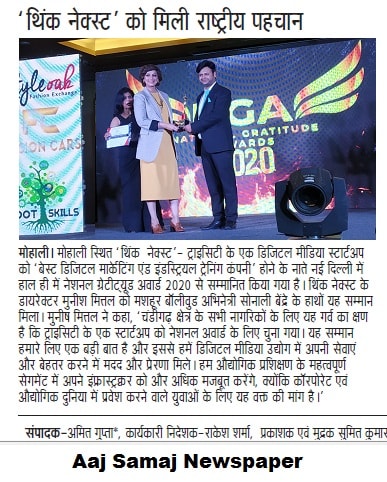 'थिंक नेक्स्ट' को मिली राष्ट्रीय पहचान
yleoak
Fashion Exchange
FC
ION CARS
OOT SKILLS
GA
GRATITUDE
2020
मोहाली। मोहाली स्थित 'थिंक नेक्स्ट'- ट्राइसिटी के एक डिजिटल मीडिया स्टार्टअप
को 'बेस्ट डिजिटल मार्केटिंग एंड इंडस्ट्रियल ट्रेनिंग कंपनी' होने के नाते नई दिल्ली में
हाल ही में नेशनल ग्रेटीट्यूड अवार्ड 2020 से सम्मानित किया गया है। थिंक नेक्स्ट के
डायरेक्टर मुनीश मित्तल को मशहूर बॉलीवुड अभिनेत्री सोनाली बेंद्रे के हाथों यह सम्मान
मिला। मुनीष मित्तल ने कहा, 'चंडीगढ़ क्षेत्र के सभी नागरिकों के लिए यह गर्व का क्षण
है कि ट्राइसिटी के एक स्टार्टअप को नेशनल अवार्ड के लिए चुना गया। यह सम्मान
हमारे लिए एक बड़ी बात है और इससे हमें डिजिटल मीडिया उद्योग में अपनी सेवाएं
और बेहतर करने में मदद और प्रेरणा मिले। हम औद्योगिक प्रशिक्षण के महत्वपूर्ण
सेगमेंट में अपने इंफ्रास्ट्रक्चर को और अधिक मजबूत करेंगे, क्योंकि कॉरपोरेट एवं
औद्योगिक दुनिया में प्रवेश करने वाले युवाओं के लिए यह वक्त की मांग है।'
संपादक-अमित गुप्ता*, कार्यकारी निदेशक-राकेश शर्मा, प्रकाशक एवं मुद्रक सुमित कुमार
Aaj Samaj Newspaper